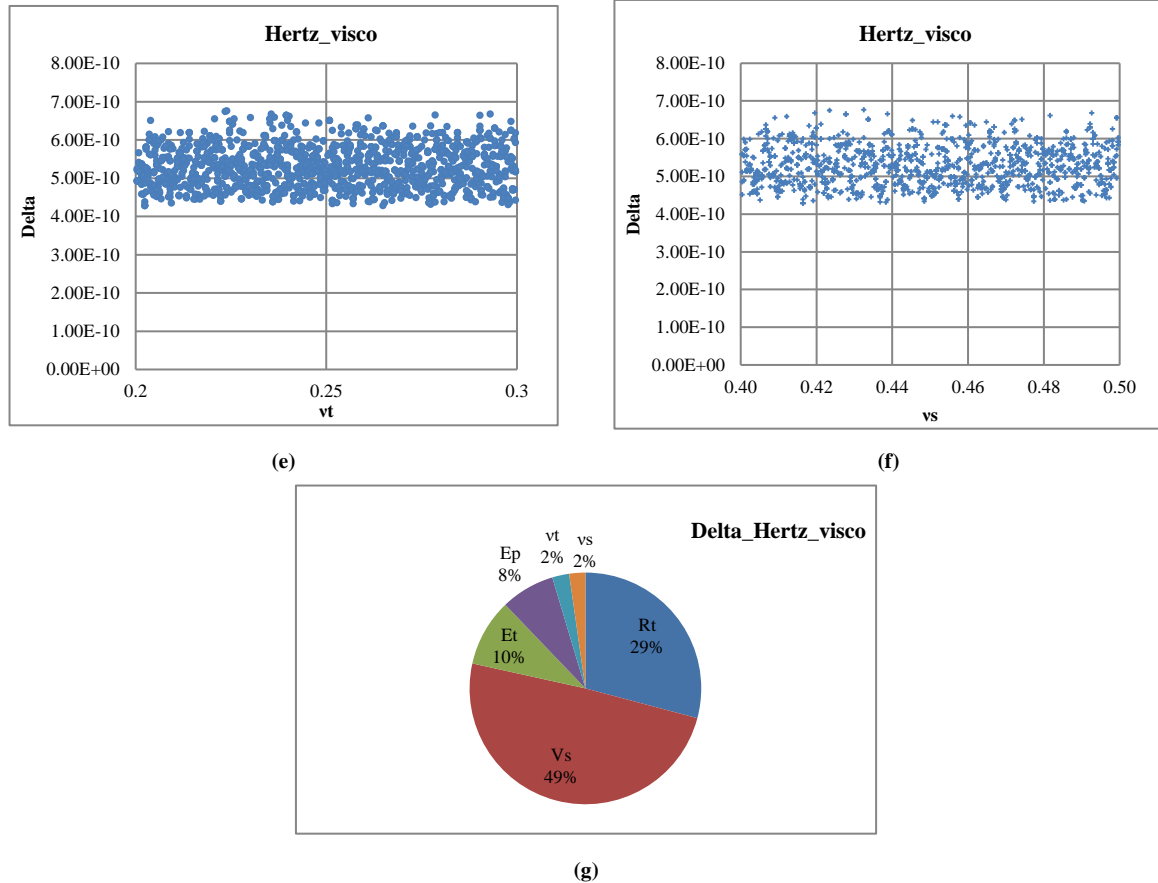 Hertz_visco
8.00E-10
7.00E-10
6.00E-10
5.00E-10
4.00E-10
3.00E-10
2.00E-10
1.00E-10
0.00E+00
Delta
0.2
0.25
0.3
νt
(e)
Hertz_visco
8.00E-10
7.00E-10
6.00E-10
5.00E-10
4.00E-10
3.00E-10
2.00E-10
1.00E-10
0.00E+00
Delta
0.40
0.42
0.44
0.46
0.48
0.50
νs
(f)
Delta_Hertz_visco
νt
2%
νs
2%
Ep
8%
Et
10%
Rt
29%
Vs
49%
(g)